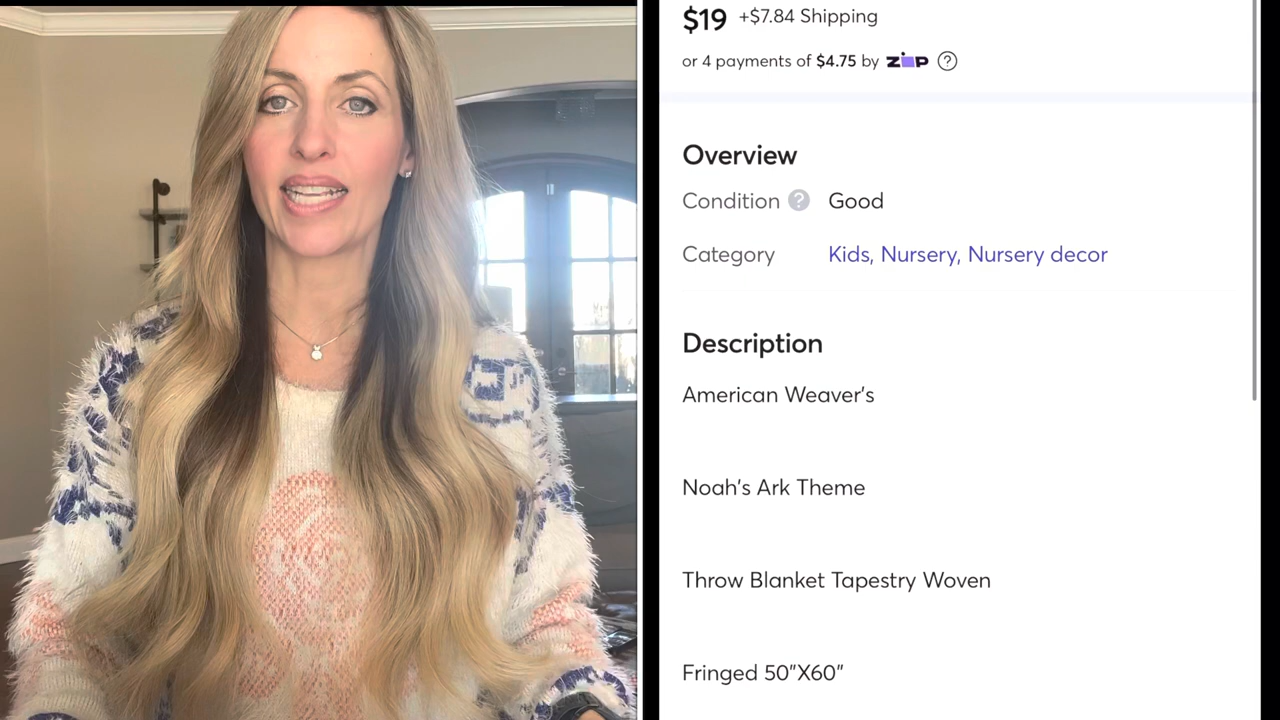 $19 +$7.84 Shipping
or 4 payments of $4.75 by ZIP ?
Overview
Condition ? Good
Category Kids, Nursery, Nursery decor
Description
American Weaver's
Noah's Ark Theme
Throw Blanket Tapestry Woven
Fringed 50"X60"